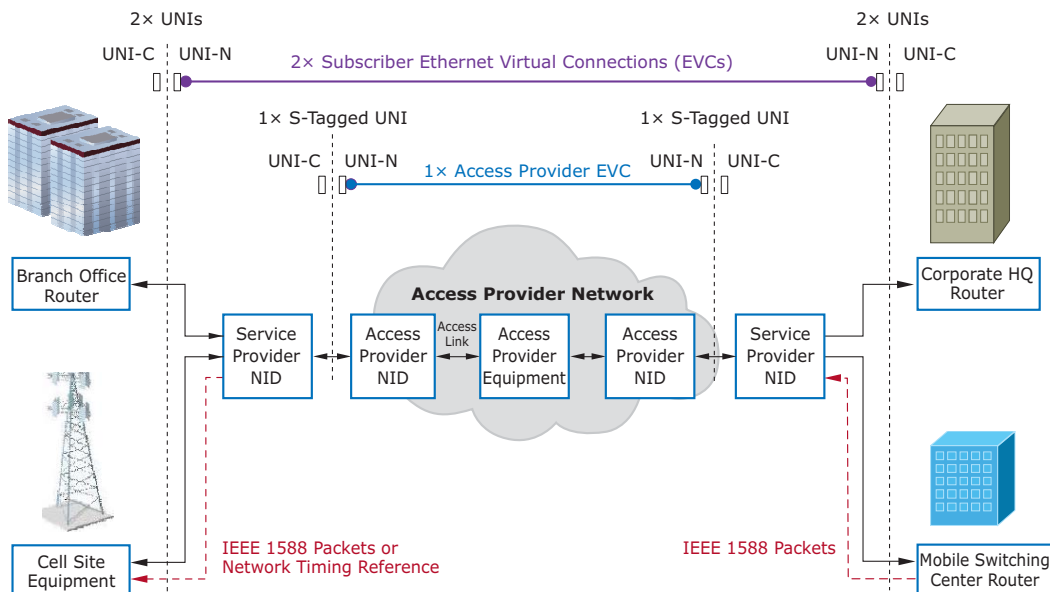 2× UNIs
2× UNIs
UNI-C
UNI-N
UNI-N
UNI-C
2× Subscriber Ethernet Virtual Connections (EVCs)
1× S-Tagged UNI
1× S-Tagged UNI
UNI-C
UNI-N
UNI-N
UNI-C
1× Access Provider EVC
Branch Office
Router
Corporate HQ
Router
Access Provider Network
Service
Provider
NID
Access
Provider
NID
Access
Link
Access
Provider
Equipment
Access
Provider
NID
Service
Provider
NID
IEEE 1588 Packets or
Network Timing Reference
IEEE 1588 Packets
Cell Site
Equipment
Mobile Switching
Center Router